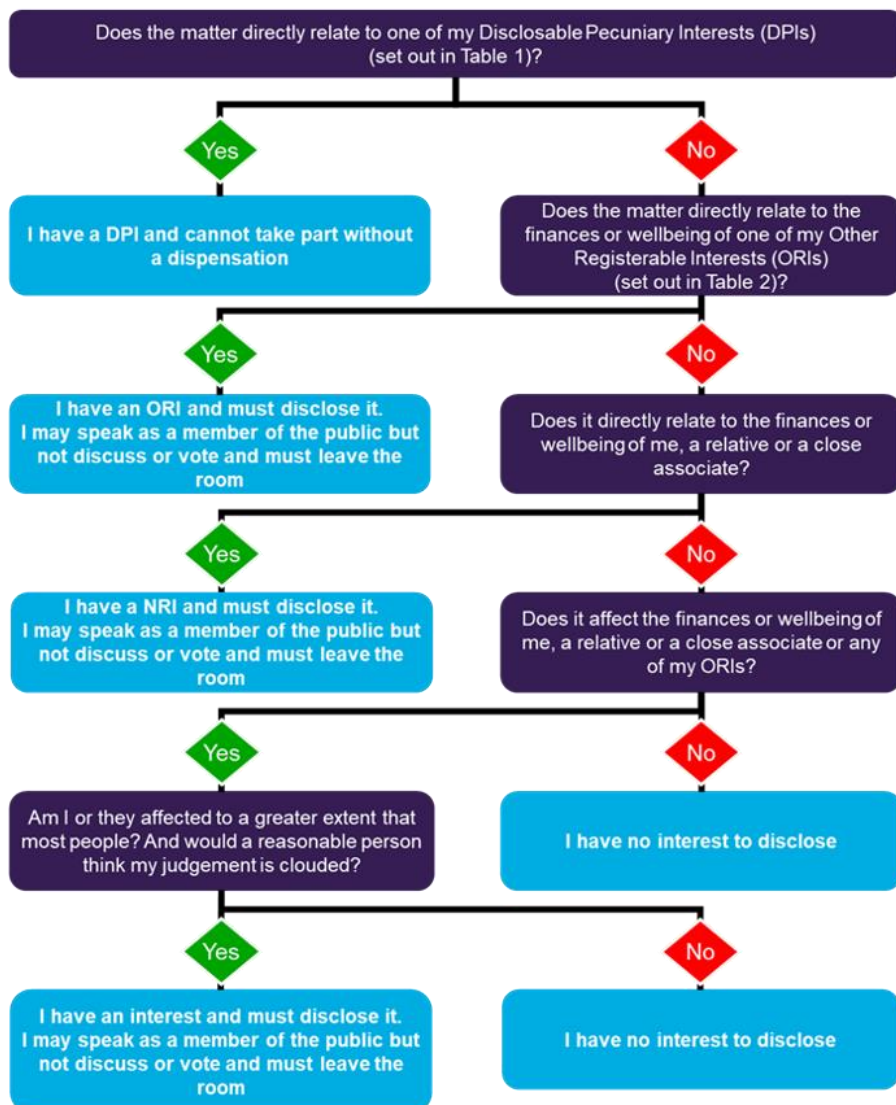 Does the matter directly relate to one of my Disclosable Pecuniary Interests (DPIs)
(set out in Table 1)?
Yes
No
I have a DPI and cannot take part without
a dispensation
Does the matter directly relate to the
finances or wellbeing of one of my Other
Registerable Interests (ORIs)
(set out in Table 2)?
Yes
No
I have an ORI and must disclose it.
I may speak as a member of the public but
not discuss or vote and must leave the
room
Does it directly relate to the finances or
wellbeing of me, a relative or a close
associate?
Yes
No
I have a NRI and must disclose it.
I may speak as a member of the public but
not discuss or vote and must leave the
room
Does it affect the finances or wellbeing of
me, a relative or a close associate or any
of my ORIs?
Yes
No
Am I or they affected to a greater extent that
most people? And would a reasonable person
think my judgement is clouded?
I have no interest to disclose
Yes
No
I have an interest and must disclose it.
I may speak as a member of the public but
not discuss or vote and must leave the
room
I have no interest to disclose